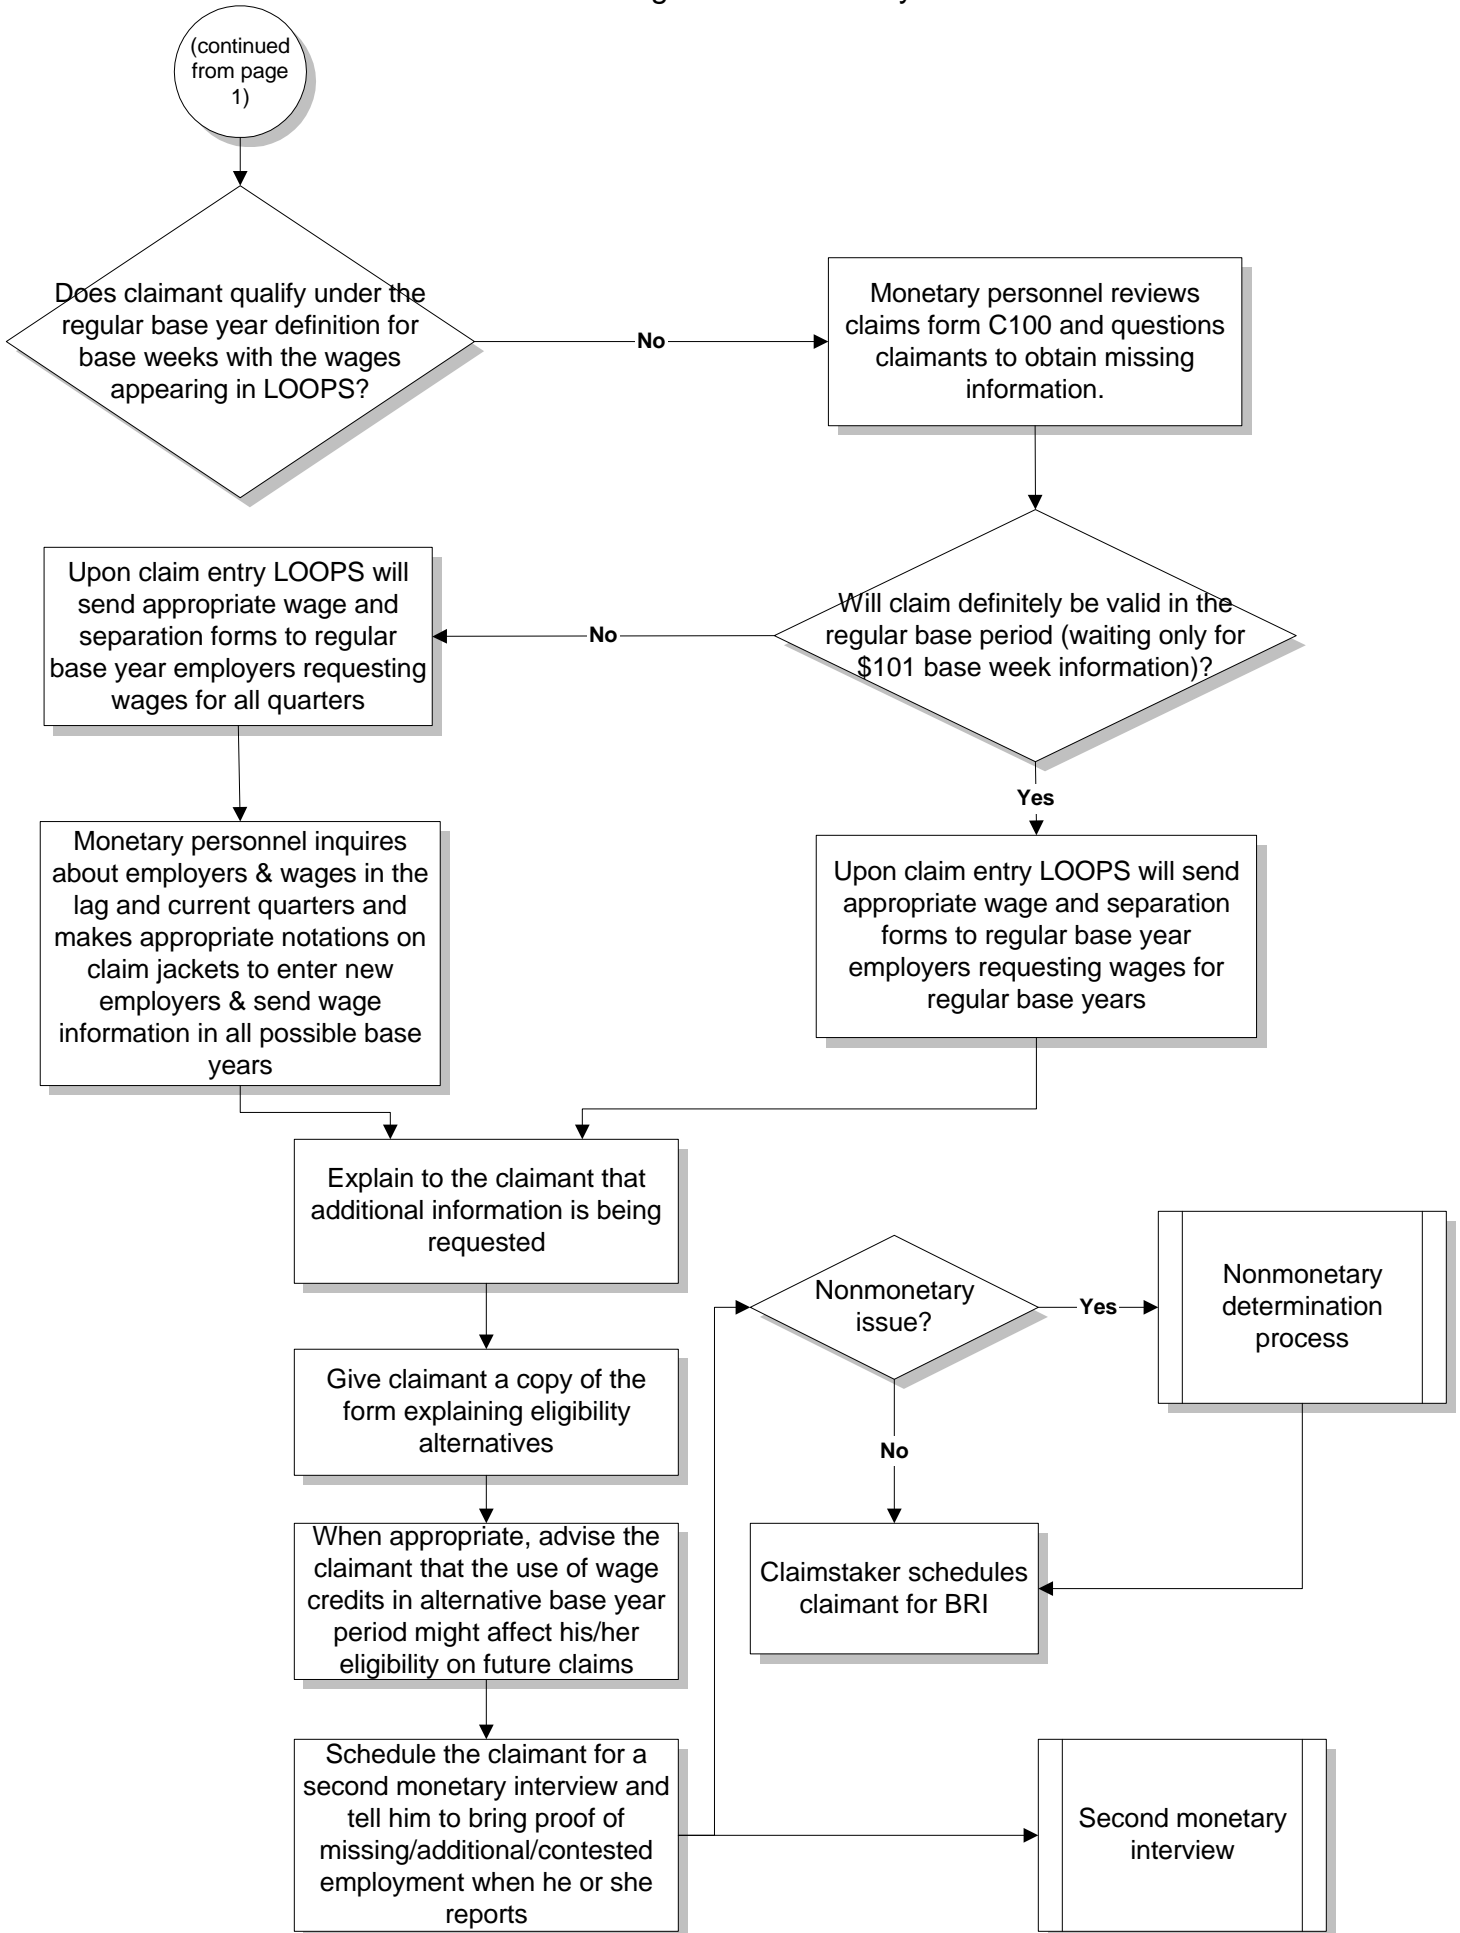 (continued
from page
1)
Does claimant qualify under the
regular base year definition for
base weeks with the wages
appearing in LOOPS?
No
Monetary personnel reviews
claims form C100 and questions
claimants to obtain missing
information.
Will claim definitely be valid in the
regular base period (waiting only for
$101 base week information)?
No
Upon claim entry LOOPS will
send appropriate wage and
separation forms to regular
base year employers requesting
wages for all quarters
Yes
Monetary personnel inquires
about employers & wages in the
lag and current quarters and
makes appropriate notations on
claim jackets to enter new
employers & send wage
information in all possible base
years
Upon claim entry LOOPS will send
appropriate wage and separation
forms to regular base year
employers requesting wages for
regular base years
Explain to the claimant that
additional information is being
requested
Nonmonetary
issue?
Yes
Nonmonetary
determination
process
Give claimant a copy of the
form explaining eligibility
alternatives
No
When appropriate, advise the
claimant that the use of wage
credits in alternative base year
period might affect his/her
eligibility on future claims
Claimstaker schedules
claimant for BRI
Schedule the claimant for a
second monetary interview and
tell him to bring proof of
missing/additional/contested
employment when he or she
reports
Second monetary
interview